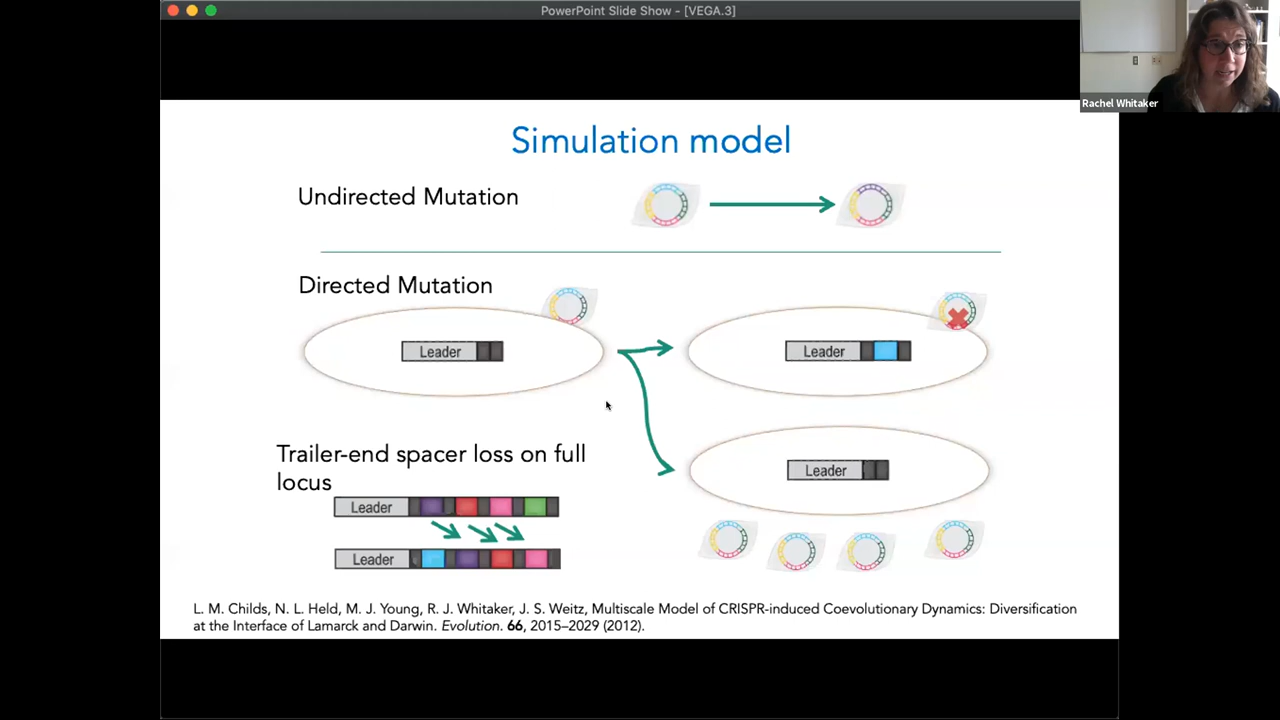 PowerPoint Slide Show - [VEGA.3]
Rachel Whitaker
Simulation model
Undirected Mutation
Directed Mutation
Leader
Leader
Trailer-end spacer loss on full
locus
Leader
Leader
Leader
L. M. Childs, N. L. Held, M. J. Young, R. J. Whitaker, J. S. Weitz, Multiscale Model of CRISPR-induced Coevolutionary Dynamics: Diversification
at the Interface of Lamarck and Darwin. Evolution. 66, 2015–2029 (2012).